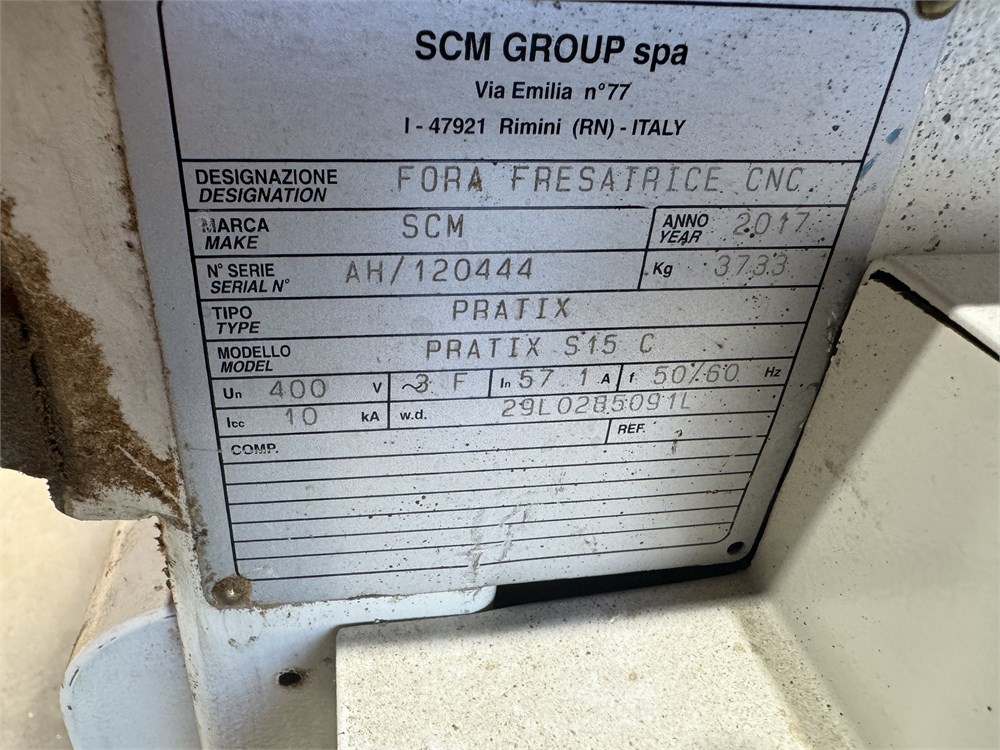 SCM GROUP spa
Via Emilia n°77
I - 47921 Rimini (RN) - ITALY
DESIGNAZIONE FORA FRESATRICE CNC
DESIGNATION
MARCA SCM ANNO 2017
MAKE YEAR
N° SERIE AH/120444 Kg 3733
SERIAL N°
TIPO PRATIX
TYPE
MODELLO PRATIX S15 C
MODEL
Un 400 V ~3 F In 57.1 A f 50/60 Hz
Icc 10 kA w.d. 29L0285091L
COMP. REF.